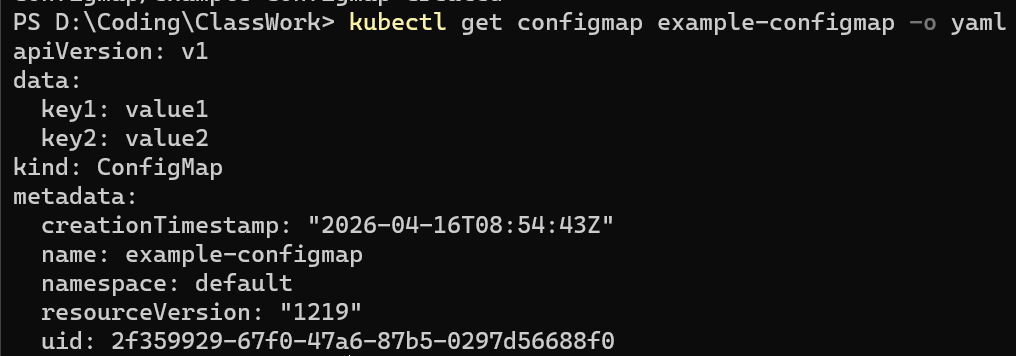 PS D:\Coding\ClassWork> kubectl get configmap example-configmap -o yaml
apiVersion: v1
data:
  key1: value1
  key2: value2
kind: ConfigMap
metadata:
  creationTimestamp: "2026-04-16T08:54:43Z"
  name: example-configmap
  namespace: default
  resourceVersion: "1219"
  uid: 2f359929-67f0-47a6-87b5-0297d56688f0